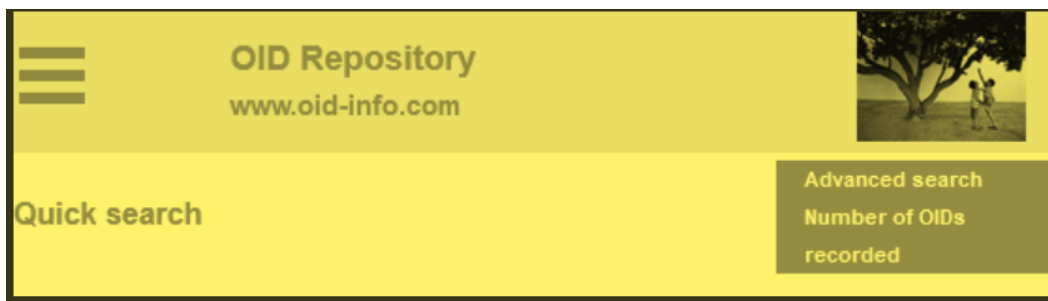 OID Repository
www.oid-info.com
Quick search
Advanced search
Number of OIDs
recorded